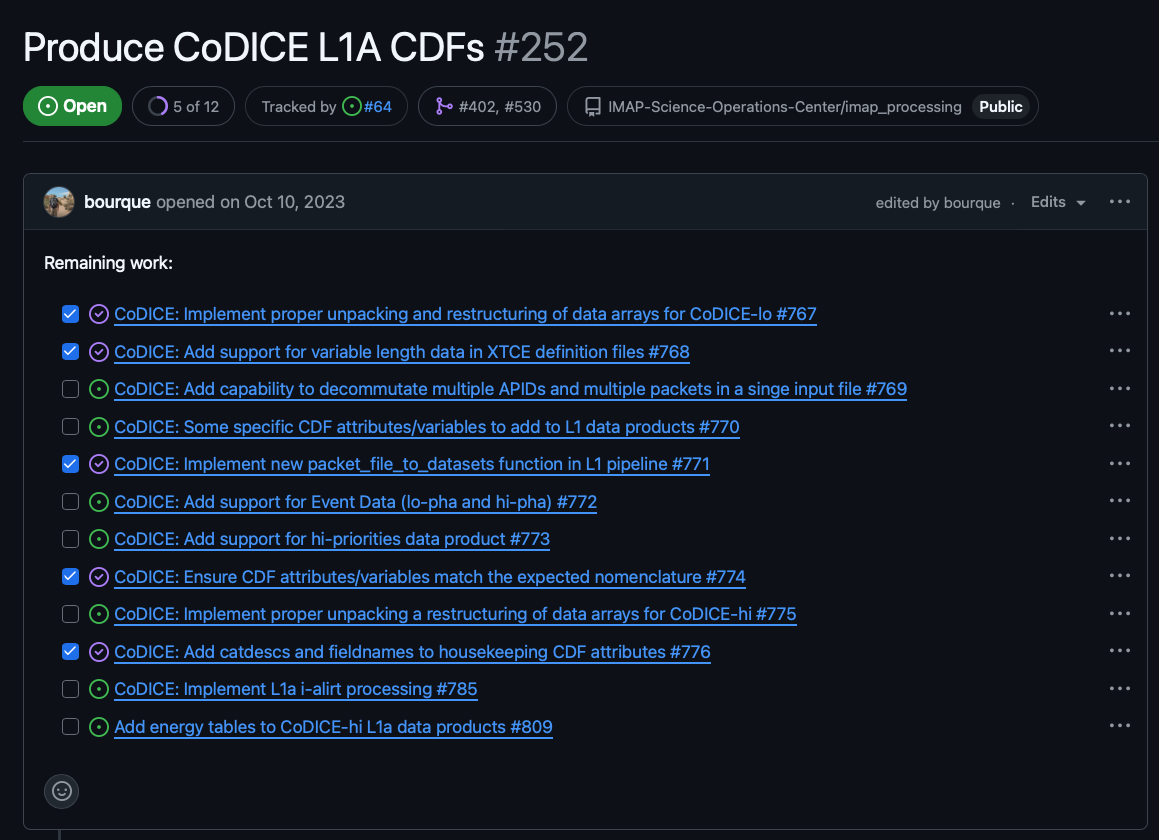 Produce CoDICE L1A CDFs #252
Open 5 of 12 Tracked by #64 #402, #530 IMAP-Science-Operations-Center/imap_processing Public
bourque opened on Oct 10, 2023 edited by bourque · Edits
Remaining work:
CoDICE: Implement proper unpacking and restructuring of data arrays for CoDICE-lo #767
CoDICE: Add support for variable length data in XTCE definition files #768
CoDICE: Add capability to decommutate multiple APIDs and multiple packets in a singe input file #769
CoDICE: Some specific CDF attributes/variables to add to L1 data products #770
CoDICE: Implement new packet_file_to_datasets function in L1 pipeline #771
CoDICE: Add support for Event Data (lo-pha and hi-pha) #772
CoDICE: Add support for hi-priorities data product #773
CoDICE: Ensure CDF attributes/variables match the expected nomenclature #774
CoDICE: Implement proper unpacking a restructuring of data arrays for CoDICE-hi #775
CoDICE: Add catdescs and fieldnames to housekeeping CDF attributes #776
CoDICE: Implement L1a i-alirt processing #785
Add energy tables to CoDICE-hi L1a data products #809